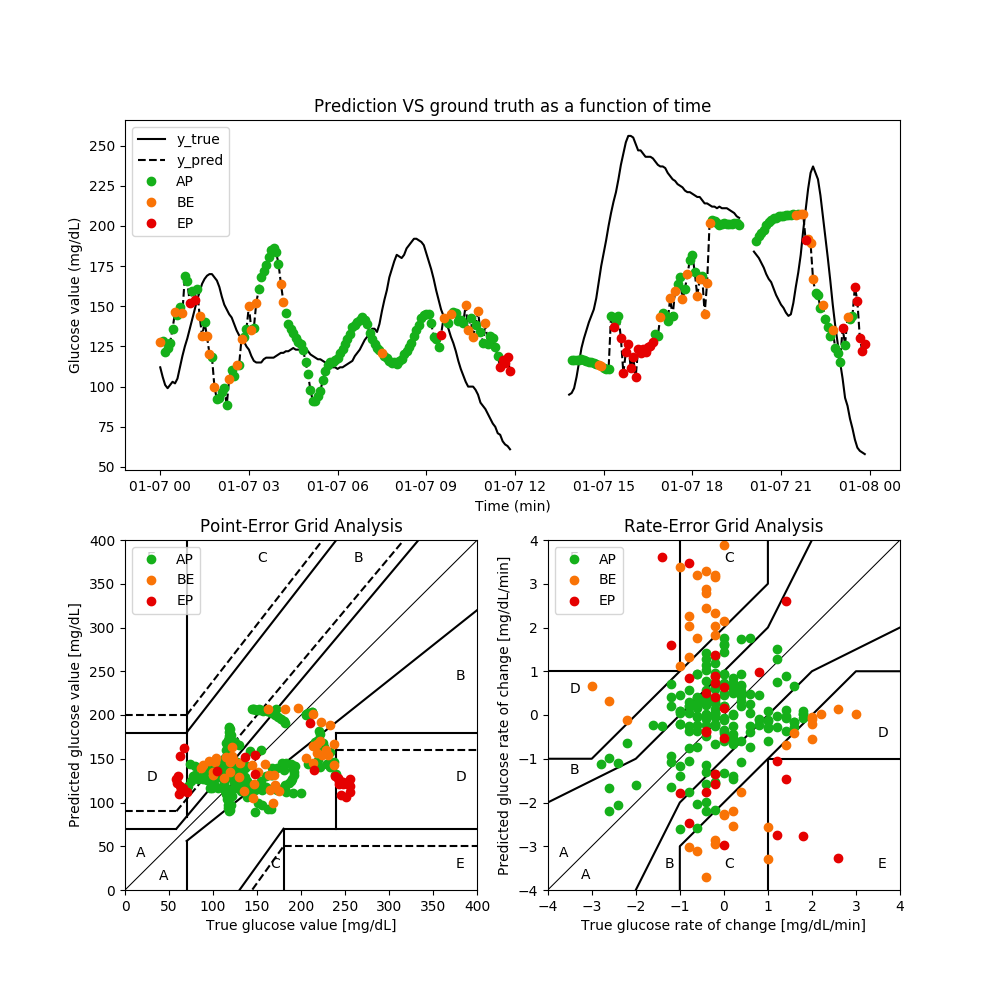 Prediction VS ground truth as a function of time
Glucose value (mg/dL)
250
225
200
175
150
125
100
75
50
y_true
y_pred
AP
BE
EP
01-07 00 01-07 03 01-07 06 01-07 09 01-07 12 01-07 15 01-07 18 01-07 21 01-08 00
Time (min)
Point-Error Grid Analysis
Predicted glucose value [mg/dL]
400
350
300
250
200
150
100
50
0
AP
BE
EP
C
B
B
D
D
A
A
C
E
0 50 100 150 200 250 300 350 400
True glucose value [mg/dL]
Rate-Error Grid Analysis
Predicted glucose rate of change [mg/dL/min]
4
3
2
1
0
−1
−2
−3
−4
AP
BE
EP
C
D
D
B
A
A
B
C
E
−4 −3 −2 −1 0 1 2 3 4
True glucose rate of change [mg/dL/min]